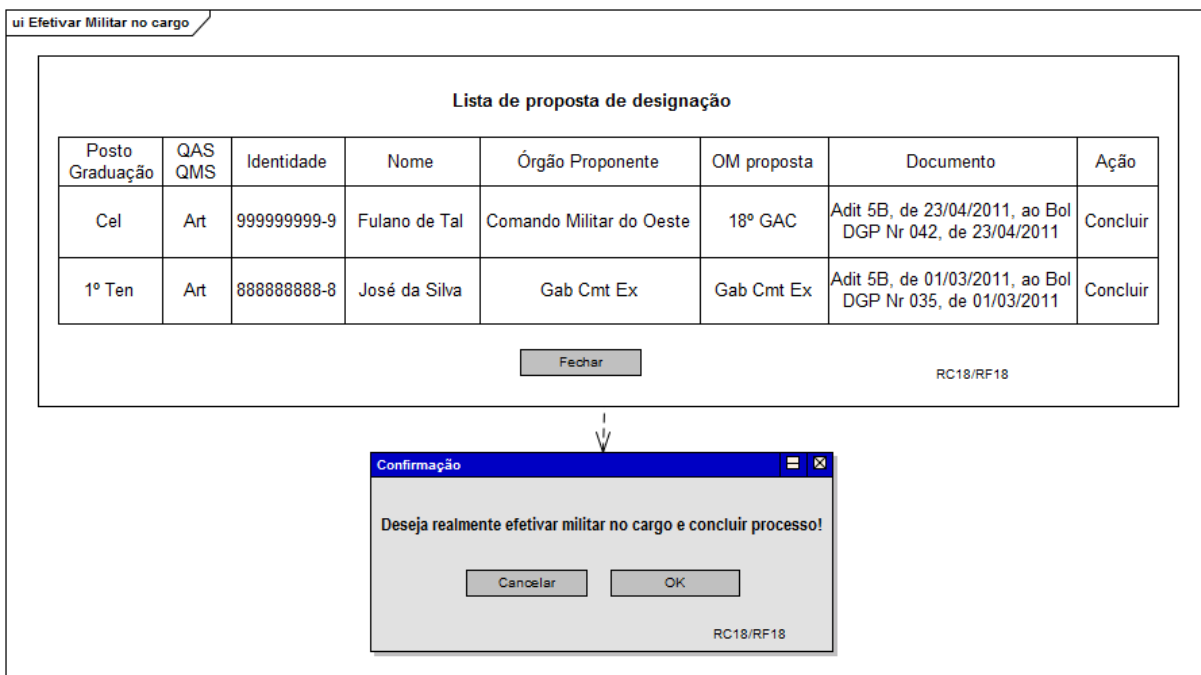 ui Efetivar Militar no cargo
Lista de proposta de designação
Posto Graduação QAS QMS Identidade Nome Órgão Proponente OM proposta Documento Ação
Cel Art 999999999-9 Fulano de Tal Comando Militar do Oeste 18º GAC Adit 5B, de 23/04/2011, ao Bol DGP Nr 042, de 23/04/2011 Concluir
1º Ten Art 888888888-8 José da Silva Gab Cmt Ex Gab Cmt Ex Adit 5B, de 01/03/2011, ao Bol DGP Nr 035, de 01/03/2011 Concluir
Fechar
RC18/RF18
Confirmação
Deseja realmente efetivar militar no cargo e concluir processo!
Cancelar OK
RC18/RF18